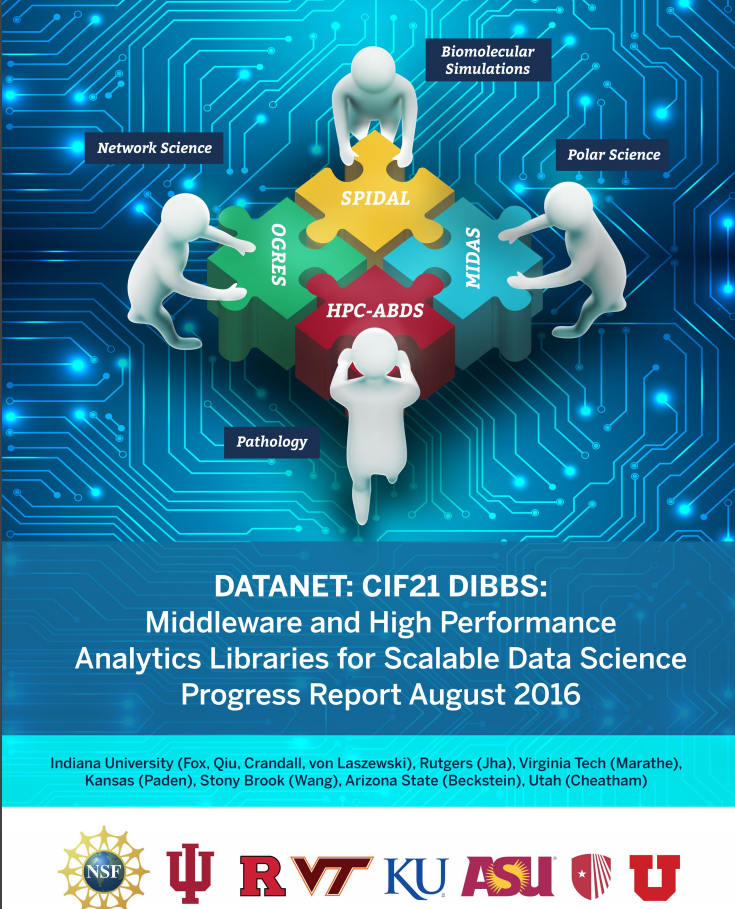 Biomolecular
Simulations
Network Science
Polar Science
SPIDAL
OGRES
MIDAS
HPC-ABDS
Pathology
DATANET: CIF21 DIBBS:
Middleware and High Performance
Analytics Libraries for Scalable Data Science
Progress Report August 2016
Indiana University (Fox, Qiu, Crandall, von Laszewski), Rutgers (Jha), Virginia Tech (Marathe),
Kansas (Paden), Stony Brook (Wang), Arizona State (Beckstein), Utah (Cheatham)
NSF
R
VT
KU
ASU
U